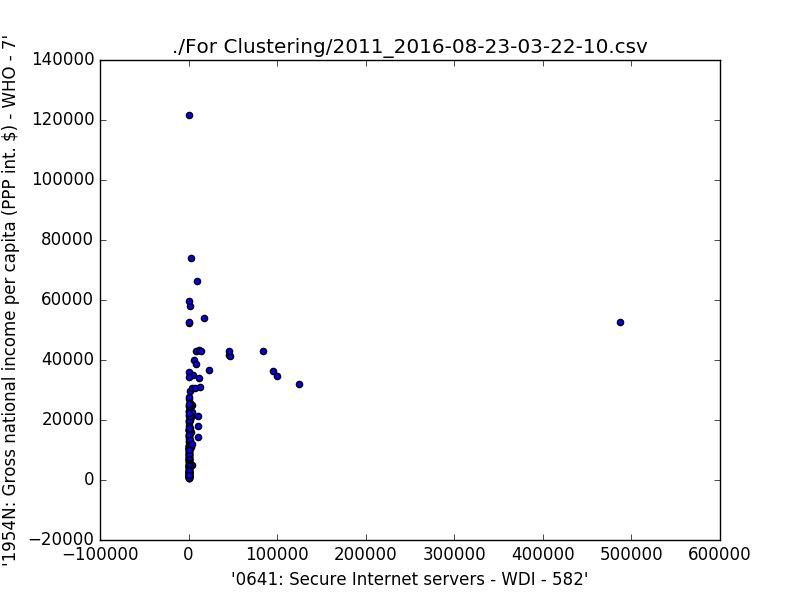 ./For Clustering/2011_2016-08-23-03-22-10.csv
'1954N: Gross national income per capita (PPP int. $) - WHO - 7'
140000
120000
100000
80000
60000
40000
20000
0
−20000
−100000 0 100000 200000 300000 400000 500000 600000
'0641: Secure Internet servers - WDI - 582'